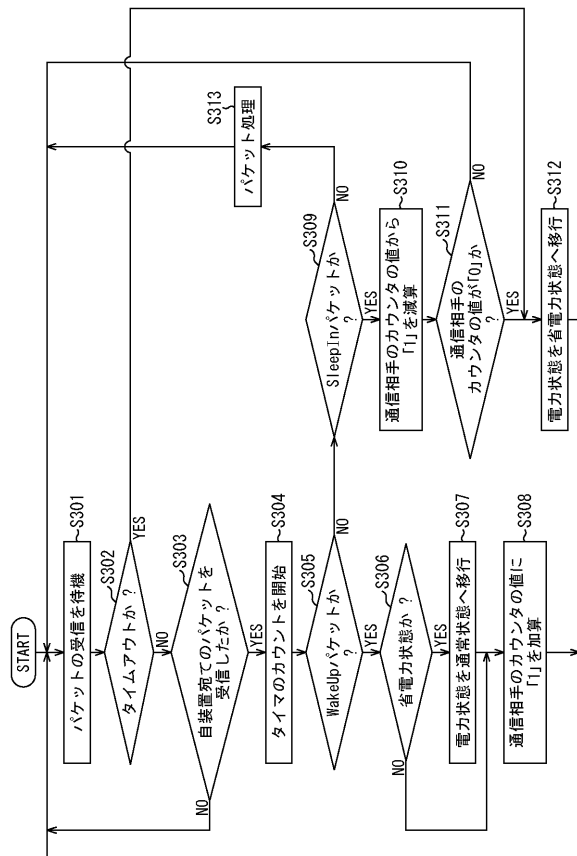 START
パケットの受信を待機
S301
タイムアウトか？
S302
YES
NO
自装置宛てのパケットを
受信したか？
S303
NO
YES
タイマのカウントを開始
S304
WakeUpパケットか
？
S305
NO
YES
省電力状態か？
S306
NO
YES
電力状態を通常状態へ移行
S307
通信相手のカウンタの値に
「1」を加算
S308
SleepInパケットか
？
S309
NO
YES
パケット処理
S313
通信相手のカウンタの値から
「1」を減算
S310
通信相手の
カウンタの値が「0」か
？
S311
NO
YES
電力状態を省電力状態へ移行
S312